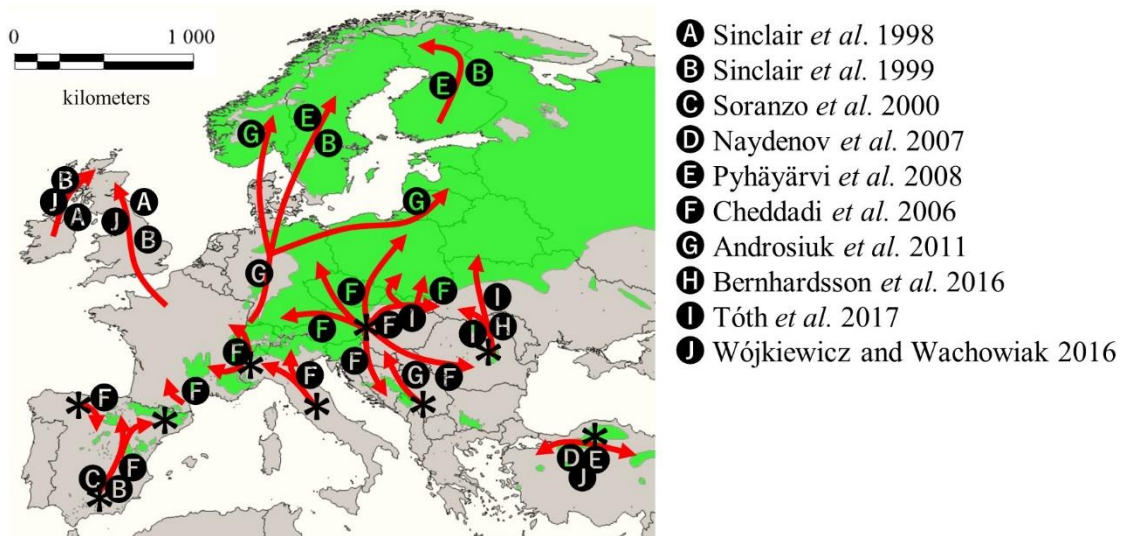 0 1 000
kilometers
A Sinclair et al. 1998
B Sinclair et al. 1999
C Soranzo et al. 2000
D Naydenov et al. 2007
E Pyhäyärvi et al. 2008
F Cheddadi et al. 2006
G Androsiuk et al. 2011
H Bernhardsson et al. 2016
I Tóth et al. 2017
J Wójkiewicz and Wachowiak 2016
E B
G E
B
B
J A
A
J
B
G
G
F F
I
I
F F I H
F
F F
G F
F
F
F
C B
D E
J